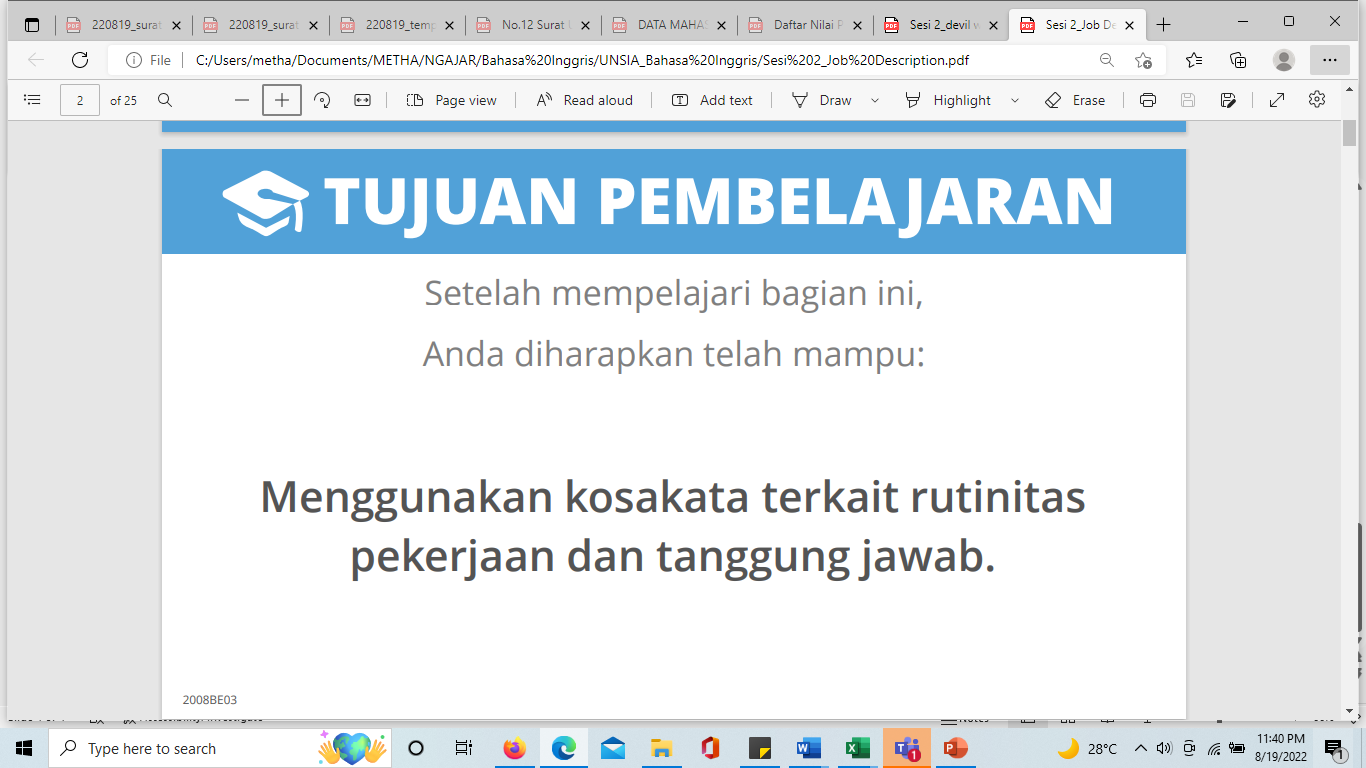 220819_surat
220819_surat
220819_temp
No.12 Surat
DATA MAHAS
Daftar Nilai P
Sesi 2_devil w
Sesi 2_Job De
File
C:/Users/metha/Documents/METHA/NGAJAR/Bahasa%20Inggris/UNSIA_Bahasa%20Inggris/Sesi%202_Job%20Description.pdf
2 of 25
Page view
Read aloud
Add text
Draw
Highlight
Erase
TUJUAN PEMBELAJARAN
Setelah mempelajari bagian ini,
Anda diharapkan telah mampu:
Menggunakan kosakata terkait rutinitas
pekerjaan dan tanggung jawab.
2008BE03
Type here to search
28°C
11:40 PM
8/19/2022